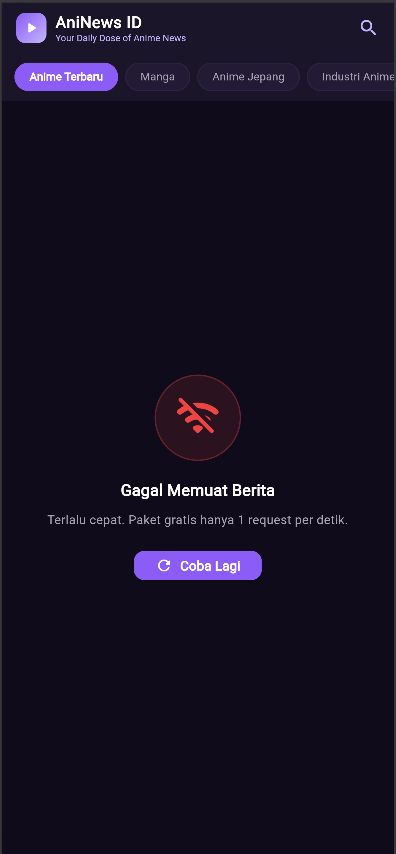 AniNews ID
Your Daily Dose of Anime News
Anime Terbaru
Manga
Anime Jepang
Industri Anime
Gagal Memuat Berita
Terlalu cepat. Paket gratis hanya 1 request per detik.
Coba Lagi